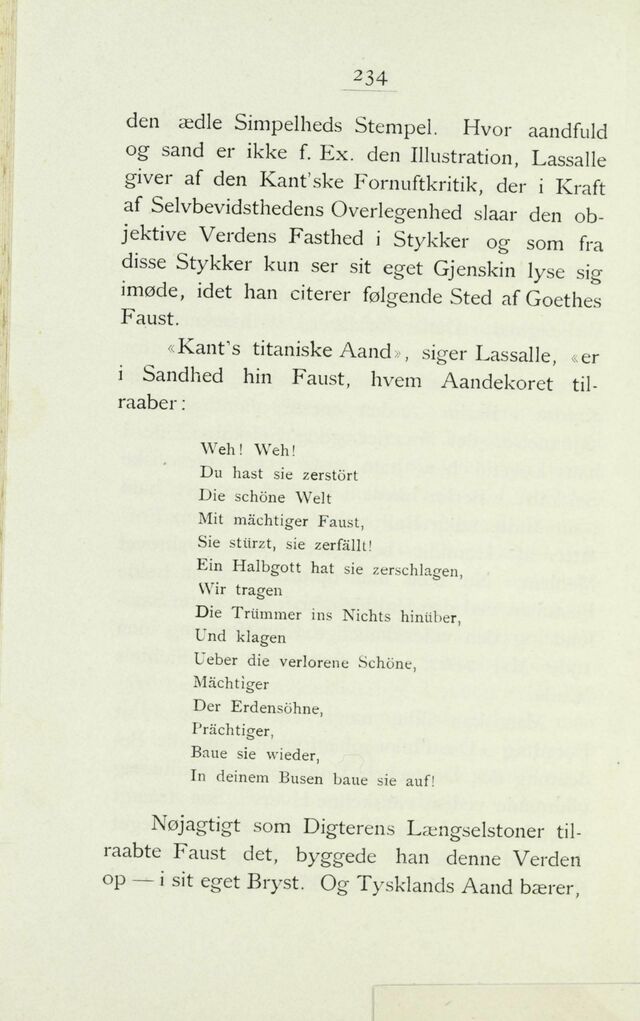 234
den ædle Simpelheds Stempel. Hvor aandfuld
og sand er ikke f. Ex. den Illustration, Lassalle
giver af den Kant'ske Fornuftkritik, der i Kraft
af Selvbevidsthedens Overlegenhed slaar den ob-
jektive Verdens Fasthed i Stykker og som fra
disse Stykker kun ser sit eget Gjenskin lyse sig
imøde, idet han citerer følgende Sted af Goethes
Faust.
«Kant's titaniske Aand», siger Lassalle, «er
i Sandhed hin Faust, hvem Aandekoret til-
raaber:
Weh! Weh!
Du hast sie zerstört
Die schöne Welt
Mit mächtiger Faust,
Sie stürzt, sie zerfällt!
Ein Halbgott hat sie zerschlagen,
Wir tragen
Die Trümmer ins Nichts hinüber,
Und klagen
Ueber die verlorene Schöne,
Mächtiger
Der Erdensöhne,
Prächtiger,
Baue sie wieder,
In deinem Busen baue sie auf!
Nøjagtigt som Digterens Længselstoner til-
raabte Faust det, byggede han denne Verden
op — i sit eget Bryst. Og Tysklands Aand bærer,